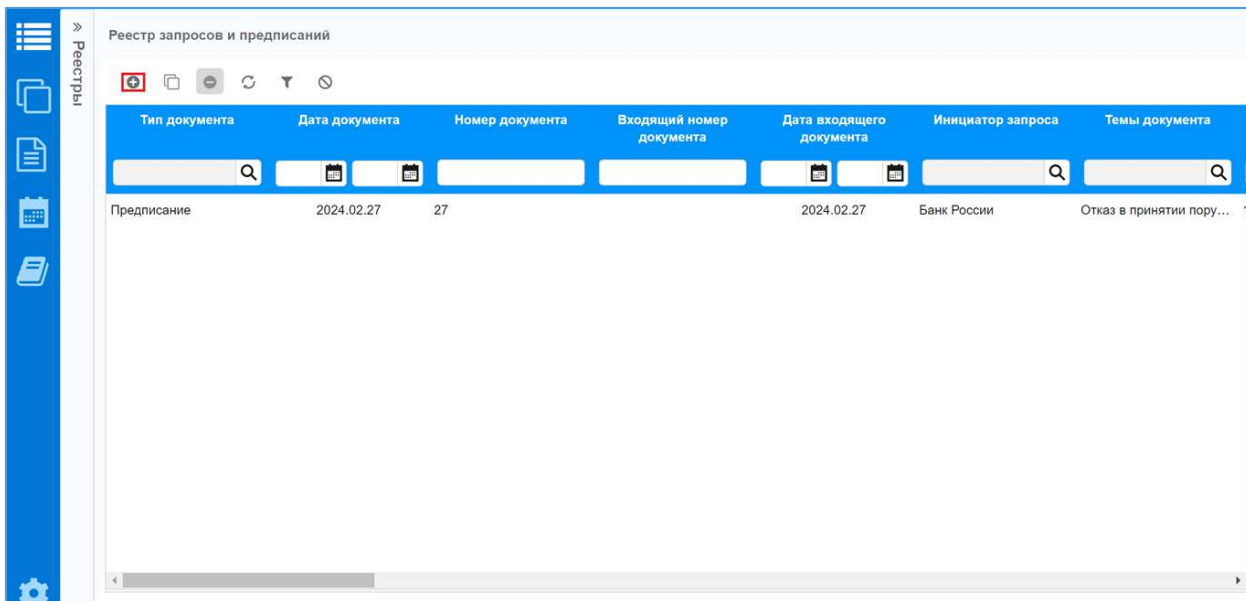 Реестры
Реестр запросов и предписаний
Тип документа Дата документа Номер документа Входящий номер документа Дата входящего документа Инициатор запроса Темы документа
Предписание 2024.02.27 27 2024.02.27 Банк России Отказ в принятии пору...